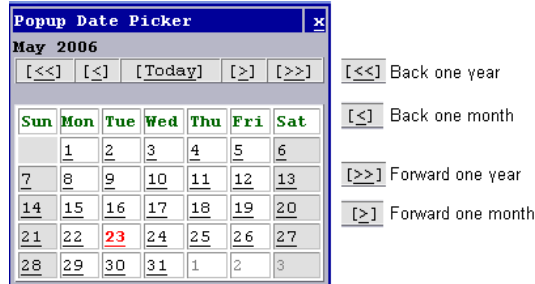 Popup Date Picker x
May 2006
[<<] [<] [Today] [>] [>>]
Sun Mon Tue Wed Thu Fri Sat
1 2 3 4 5 6
7 8 9 10 11 12 13
14 15 16 17 18 19 20
21 22 23 24 25 26 27
28 29 30 31 1 2 3
[<<] Back one year
[<] Back one month
[>>] Forward one year
[>] Forward one month